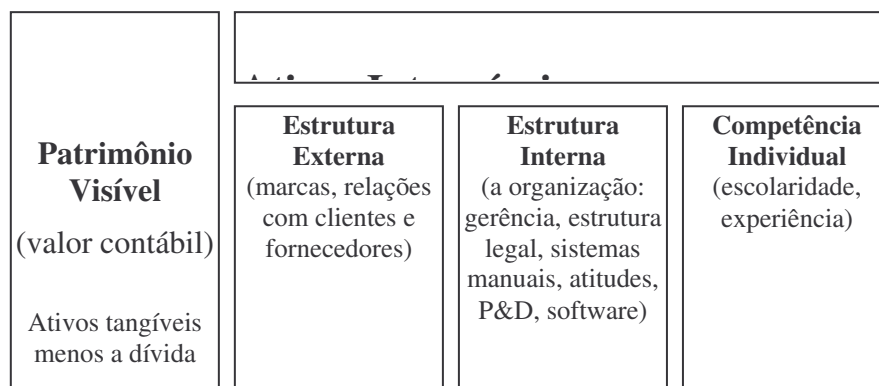 Patrimônio
Visível
(valor contábil)
Ativos tangíveis
menos a dívida
Estrutura
Externa
(marcas, relações
com clientes e
fornecedores)
Estrutura
Interna
(a organização:
gerência, estrutura
legal, sistemas
manuais, atitudes,
P&D, software)
Competência
Individual
(escolaridade,
experiência)